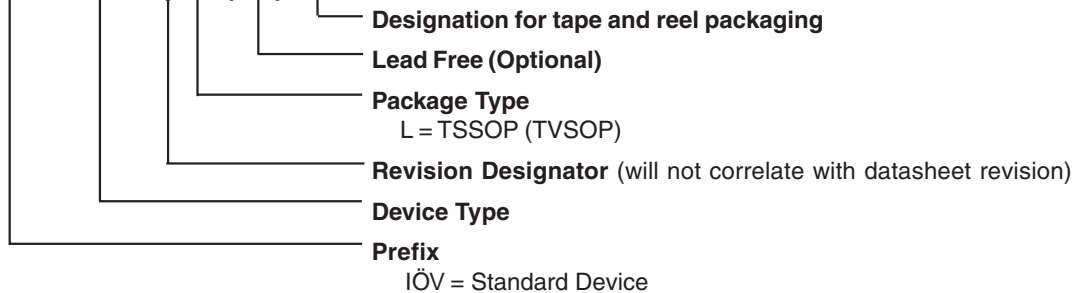 Designation for tape and reel packaging
Lead Free (Optional)
Package Type
L = TSSOP (TVSOP)
Revision Designator (will not correlate with datasheet revision)
Device Type
Prefix
IÖV = Standard Device